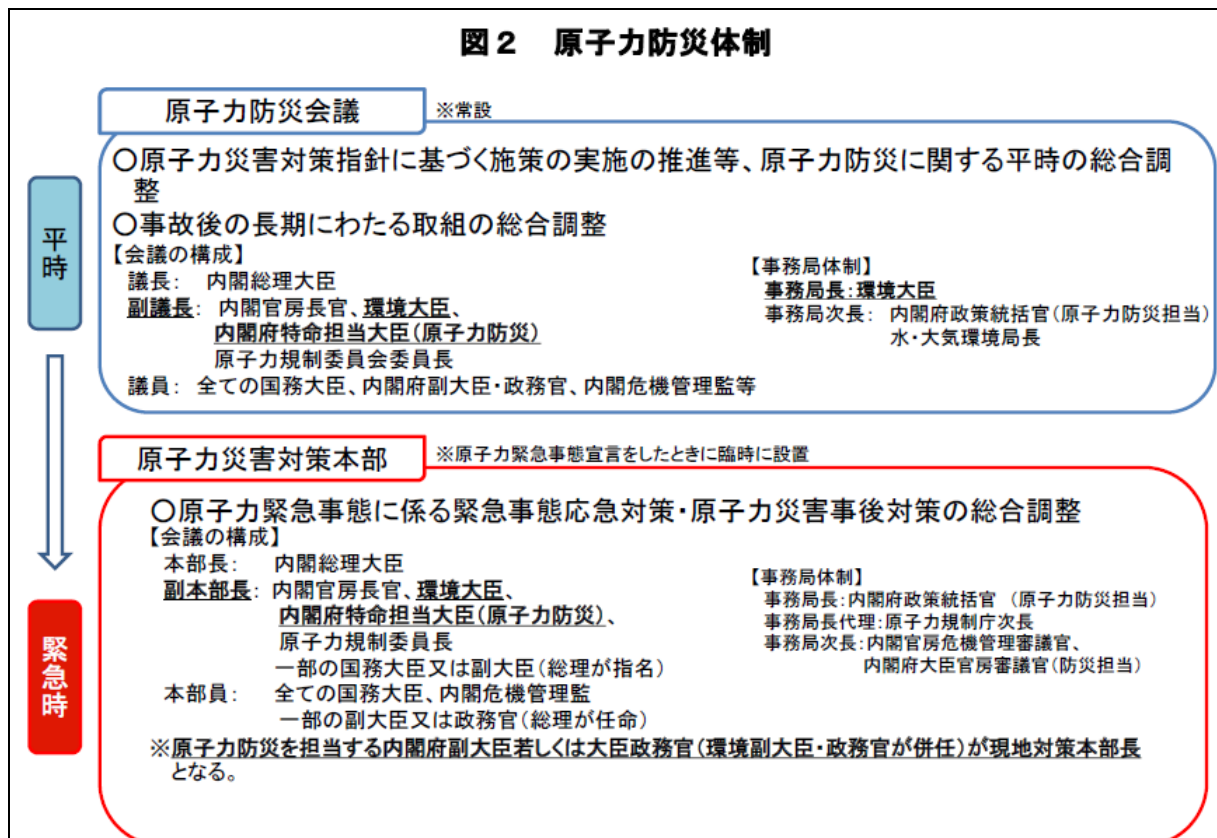 図２　原子力防災体制
原子力防災会議
※常設
〇原子力災害対策指針に基づく施策の実施の推進等、原子力防災に関する平時の総合調
整
〇事故後の長期にわたる取組の総合調整
【会議の構成】
議長：　内閣総理大臣
副議長：　内閣官房長官、環境大臣、
内閣府特命担当大臣（原子力防災）
原子力規制委員会委員長
議員：　全ての国務大臣、内閣府副大臣・政務官、内閣危機管理監等
【事務局体制】
事務局長：環境大臣
事務局次長：　内閣府政策統括官（原子力防災担当）
水・大気環境局長
平時
原子力災害対策本部
※原子力緊急事態宣言をしたときに臨時に設置
〇原子力緊急事態に係る緊急事態応急対策・原子力災害事後対策の総合調整
【会議の構成】
本部長：　内閣総理大臣
副本部長：　内閣官房長官、環境大臣、
内閣府特命担当大臣（原子力防災）、
原子力規制委員長
一部の国務大臣又は副大臣（総理が指名）
本部員：　全ての国務大臣、内閣危機管理監
一部の副大臣又は政務官（総理が任命）
【事務局体制】
事務局長：内閣府政策統括官　（原子力防災担当）
事務局長代理：原子力規制庁次長
事務局次長：内閣官房危機管理審議官、
内閣府大臣官房審議官（防災担当）
※原子力防災を担当する内閣府副大臣若しくは大臣政務官（環境副大臣・政務官が併任）が現地対策本部長
となる。
緊急時